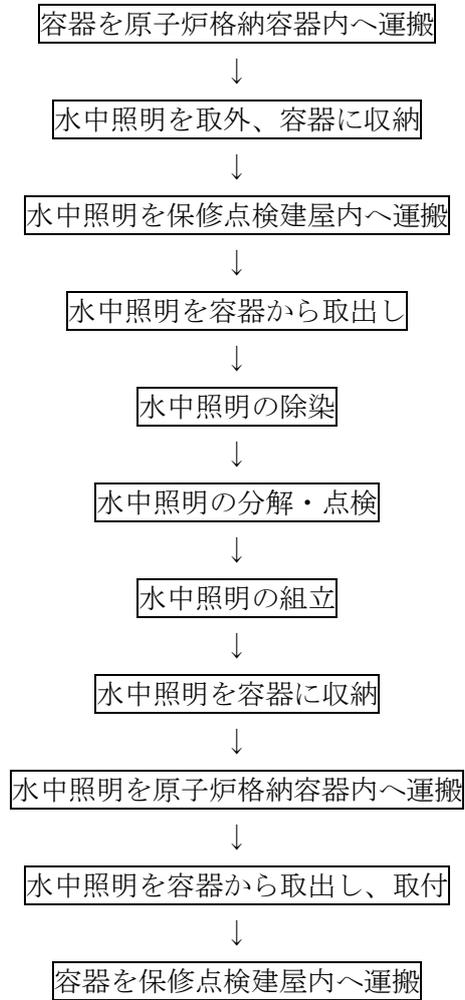 容器を原子炉格納容器内へ運搬
↓
水中照明を取外、容器に収納
↓
水中照明を保修点検建屋内へ運搬
↓
水中照明を容器から取出し
↓
水中照明の除染
↓
水中照明の分解・点検
↓
水中照明の組立
↓
水中照明を容器に収納
↓
水中照明を原子炉格納容器内へ運搬
↓
水中照明を容器から取出し、取付
↓
容器を保修点検建屋内へ運搬